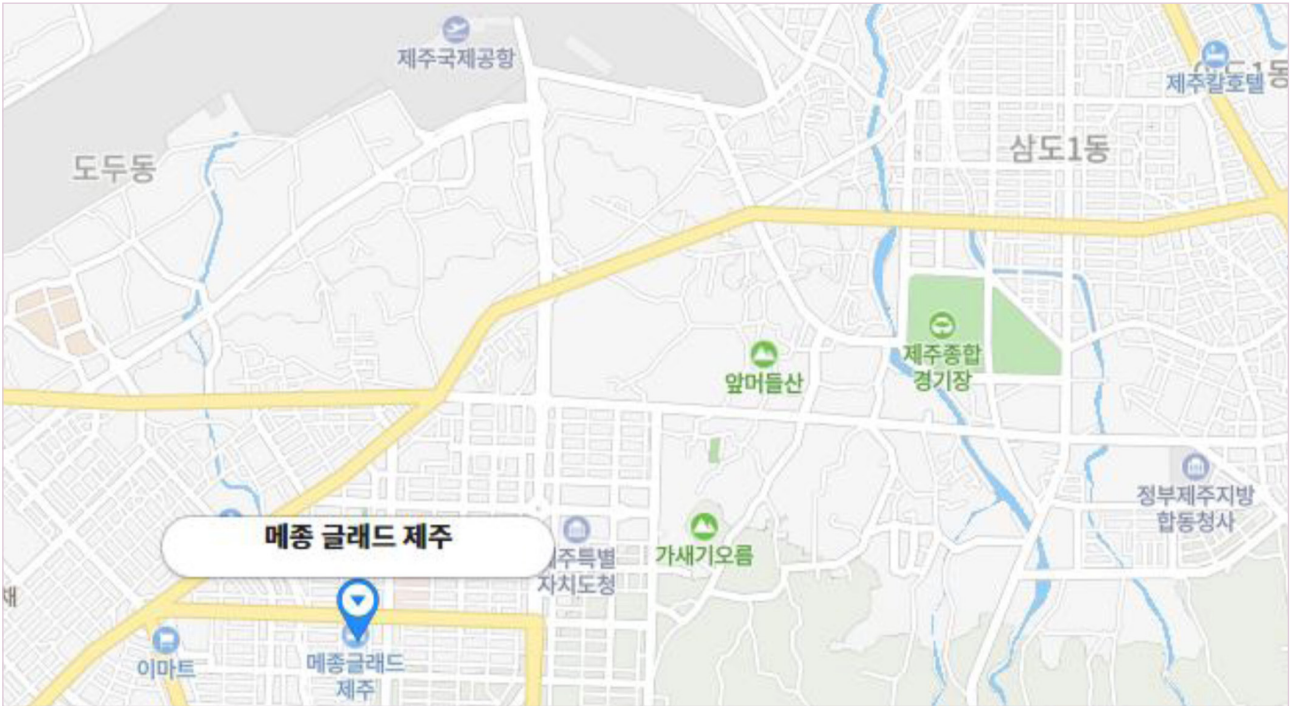 제주국제공항
제주칼호텔
도두동
삼도1동
제주종합
경기장
앞머들산
정부제주지방
합동청사
메종 글래드 제주
가새기오름
자치도청
이마트
메종글래드
제주